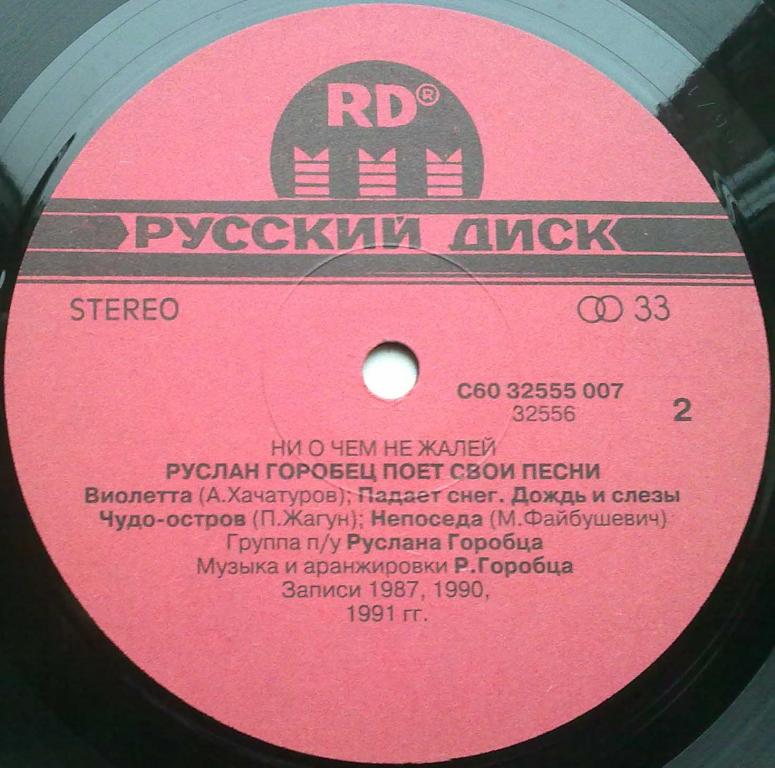 RD®
РУССКИЙ ДИСК
STEREO
33
С60 32555 007
32556
2
НИ О ЧЕМ НЕ ЖАЛЕЙ
РУСЛАН ГОРОБЕЦ ПОЕТ СВОИ ПЕСНИ
Виолетта (А.Хачатуров); Падает снег. Дождь и слезы
Чудо-остров (П.Жагун); Непоседа (М.Файбушевич)
Группа п/у Руслана Горобца
Музыка и аранжировки Р.Горобца
Записи 1987, 1990,
1991 гг.